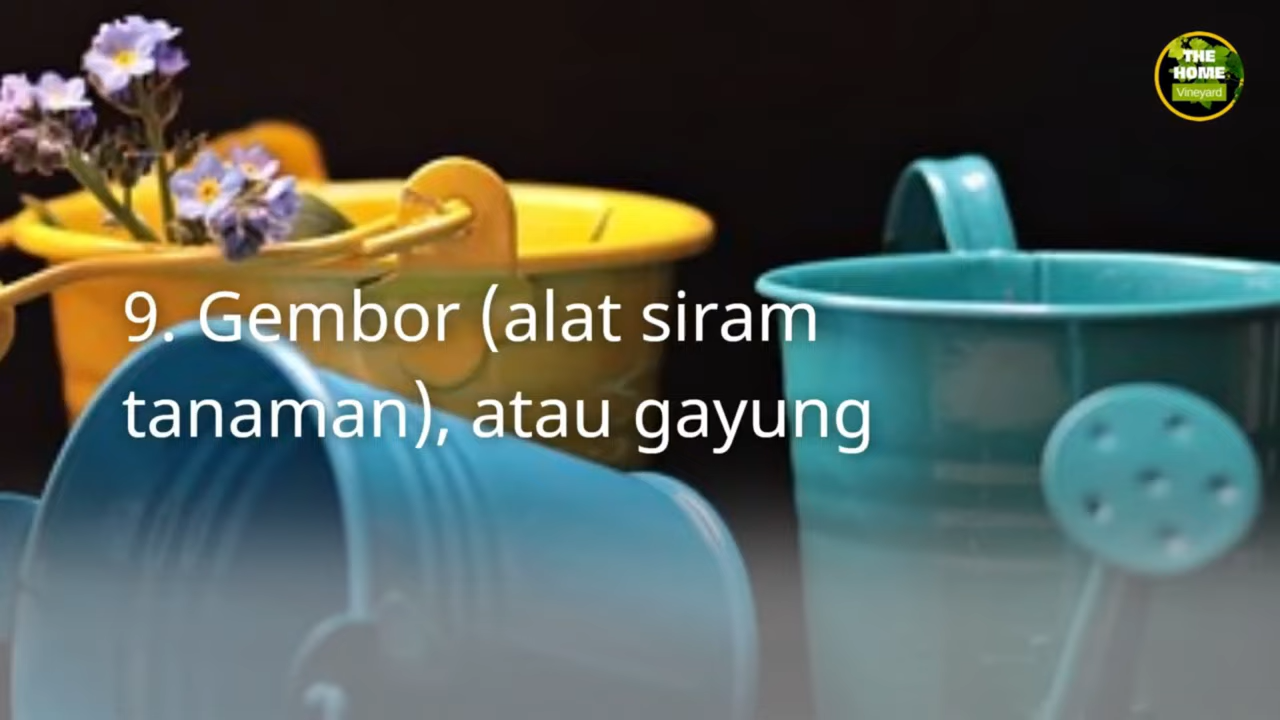 THE
HOME
Vineyard
9. Gembor (alat siram
tanaman), atau gayung